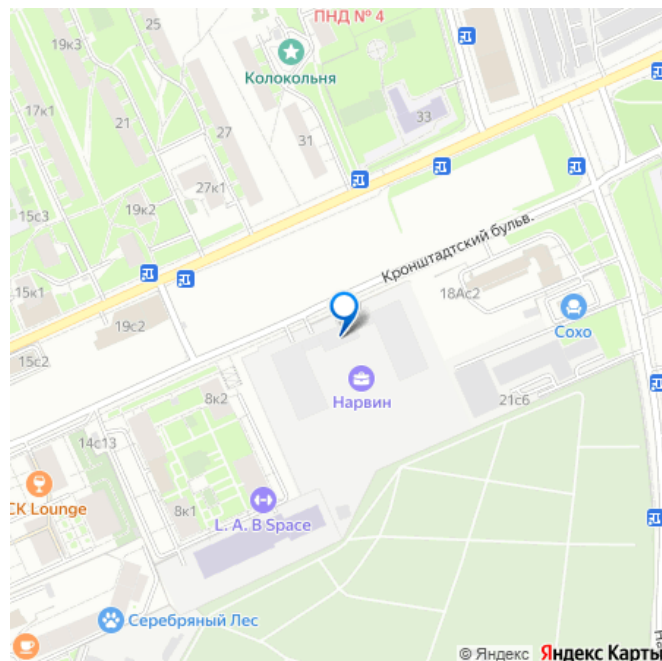 ПНД № 4
25
19к3
Колокольня
17к1
21
27
31
33
27к1
15с3
19к2
Кронштадтский бульв.
15к1
18Ас2
19с2
Сохо
15с2
Нарвин
8к2
21с6
14с13
СК Lounge
8к1
L. A. B Space
Серебряный Лес
© Яндекс Яндекс Карты